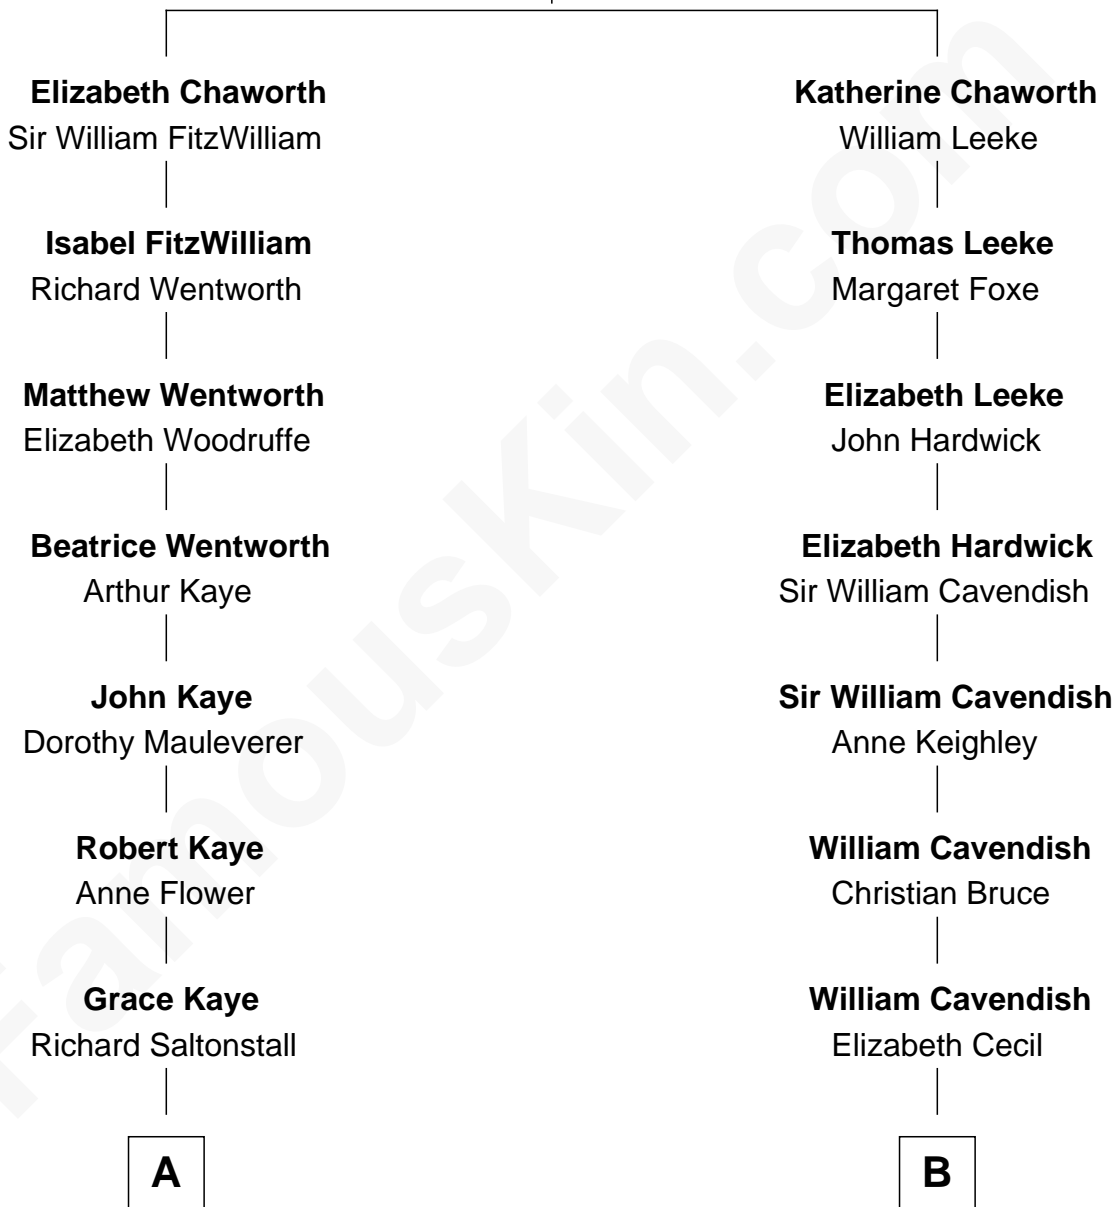 Elizabeth Chaworth
Sir William FitzWilliam
Katherine Chaworth
William Leeke
Isabel FitzWilliam
Richard Wentworth
Thomas Leeke
Margaret Foxe
Matthew Wentworth
Elizabeth Woodruffe
Elizabeth Leeke
John Hardwick
Beatrice Wentworth
Arthur Kaye
Elizabeth Hardwick
Sir William Cavendish
John Kaye
Dorothy Mauleverer
Sir William Cavendish
Anne Keighley
Robert Kaye
Anne Flower
William Cavendish
Christian Bruce
Grace Kaye
Richard Saltonstall
William Cavendish
Elizabeth Cecil
A
B
FamousKin.com